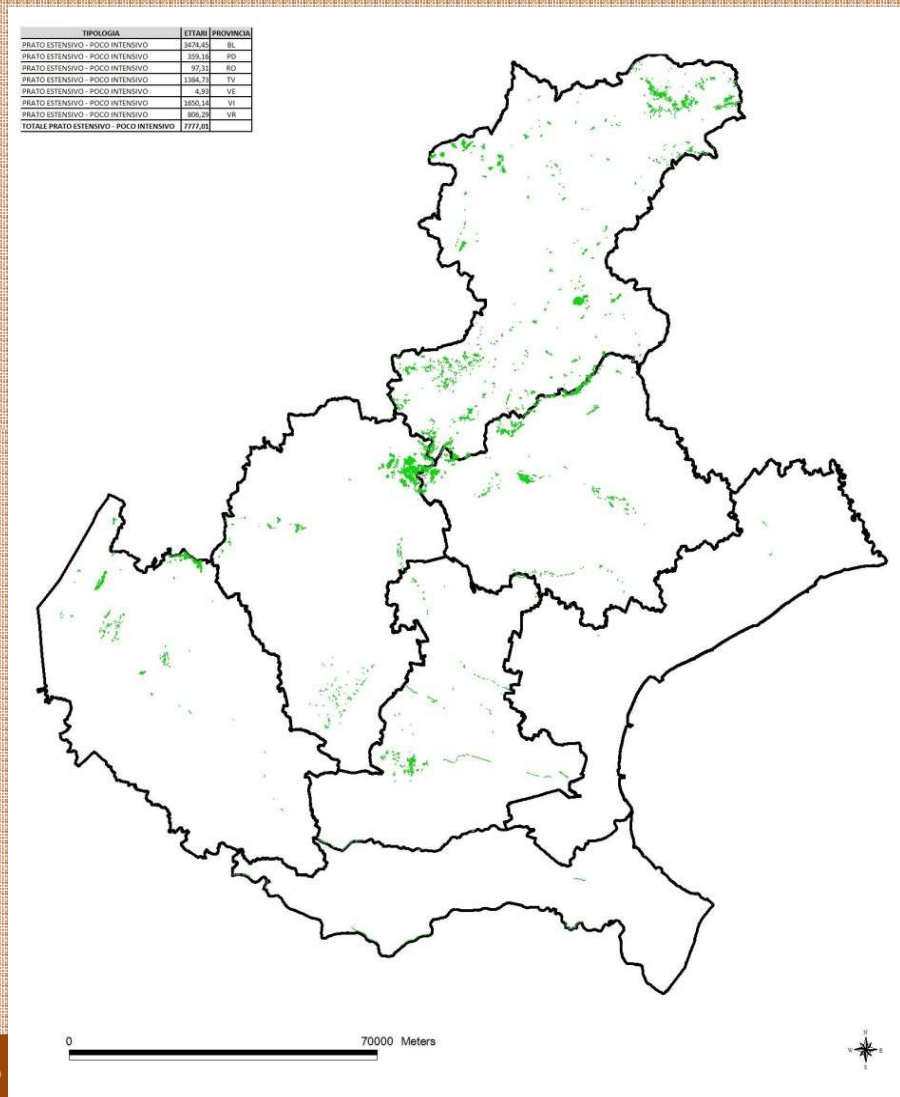 TIPOLOGIA ETTARI PROVINCIA
PRATO ESTENSIVO - POCO INTENSIVO 3474,45 BL
PRATO ESTENSIVO - POCO INTENSIVO 359,16 PD
PRATO ESTENSIVO - POCO INTENSIVO 97,31 RO
PRATO ESTENSIVO - POCO INTENSIVO 1384,73 TV
PRATO ESTENSIVO - POCO INTENSIVO 4,93 VE
PRATO ESTENSIVO - POCO INTENSIVO 1650,14 VI
PRATO ESTENSIVO - POCO INTENSIVO 806,29 VR
TOTALE PRATO ESTENSIVO - POCO INTENSIVO 7777,01
0 70000 Meters
N
W E
S